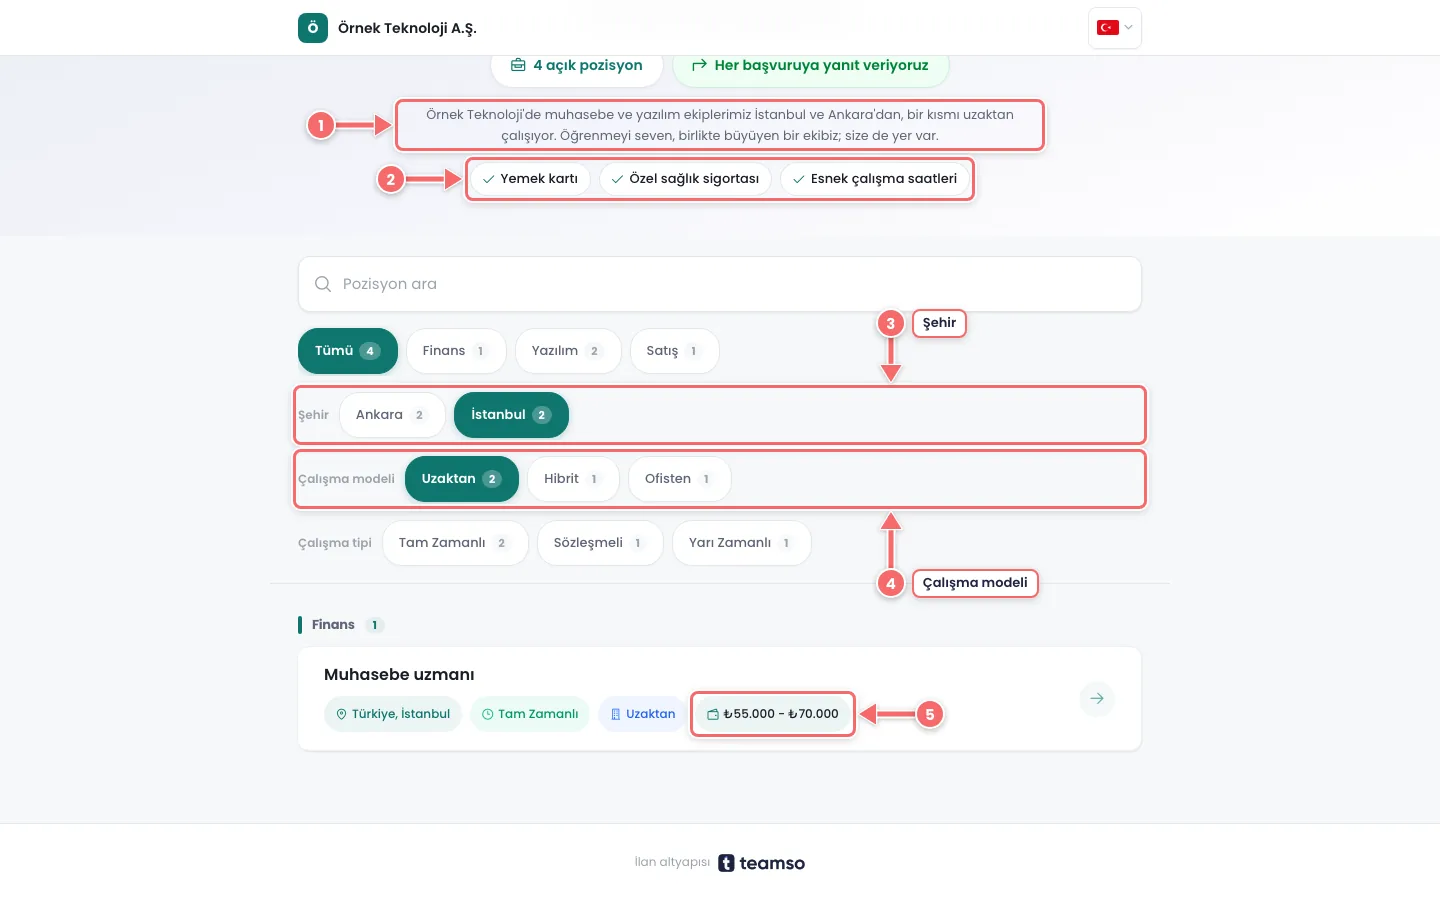 Ö Örnek Teknoloji A.Ş.
4 açık pozisyon
Her başvuruya yanıt veriyoruz
1
Örnek Teknoloji'de muhasebe ve yazılım ekiplerimiz İstanbul ve Ankara'dan, bir kısmı uzaktan
çalışıyor. Öğrenmeyi seven, birlikte büyüyen bir ekibiz; size de yer var.
2
Yemek kartı
Özel sağlık sigortası
Esnek çalışma saatleri
Pozisyon ara
3 Şehir
Tümü 4
Finans 1
Yazılım 2
Satış 1
Şehir
Ankara 2
İstanbul 2
Çalışma modeli
Uzaktan 2
Hibrit 1
Ofisten 1
Çalışma tipi
Tam Zamanlı 2
Sözleşmeli 1
Yarı Zamanlı 1
4 Çalışma modeli
Finans 1
Muhasebe uzmanı
Türkiye, İstanbul
Tam Zamanlı
Uzaktan
₺55.000 - ₺70.000
5
İlan altyapısı t teamso